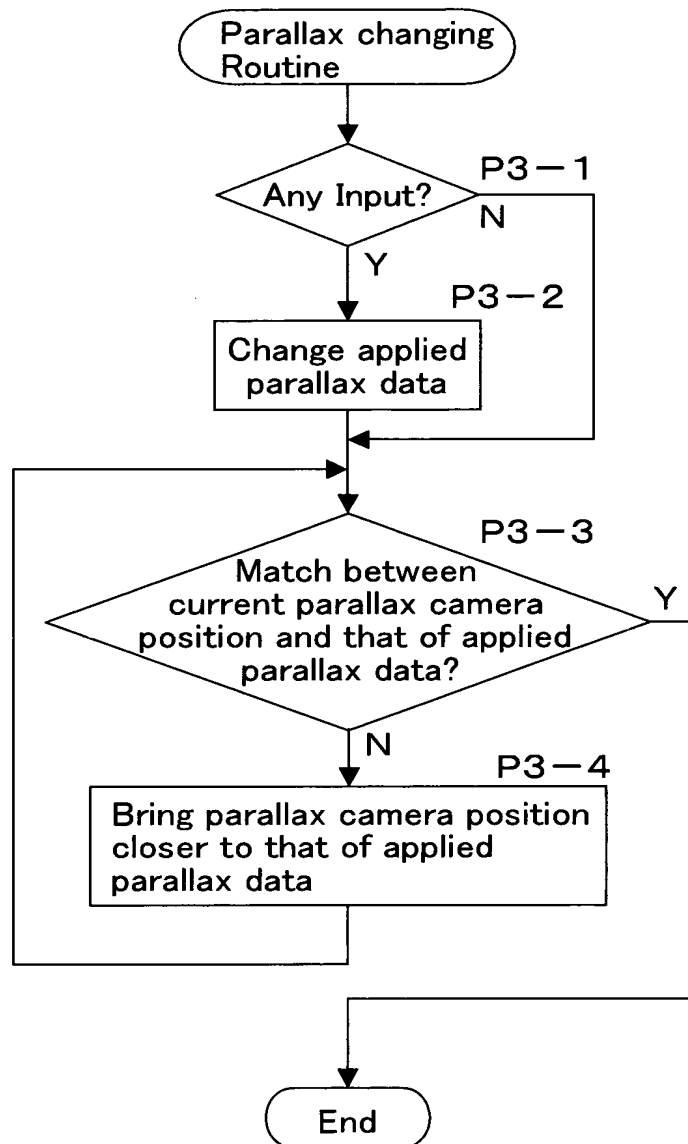 Parallax changing
Routine
P3-1
Any Input?
N
Y
P3-2
Change applied
parallax data
P3-3
Match between
current parallax camera
position and that of applied
parallax data?
Y
N
P3-4
Bring parallax camera position
closer to that of applied
parallax data
End